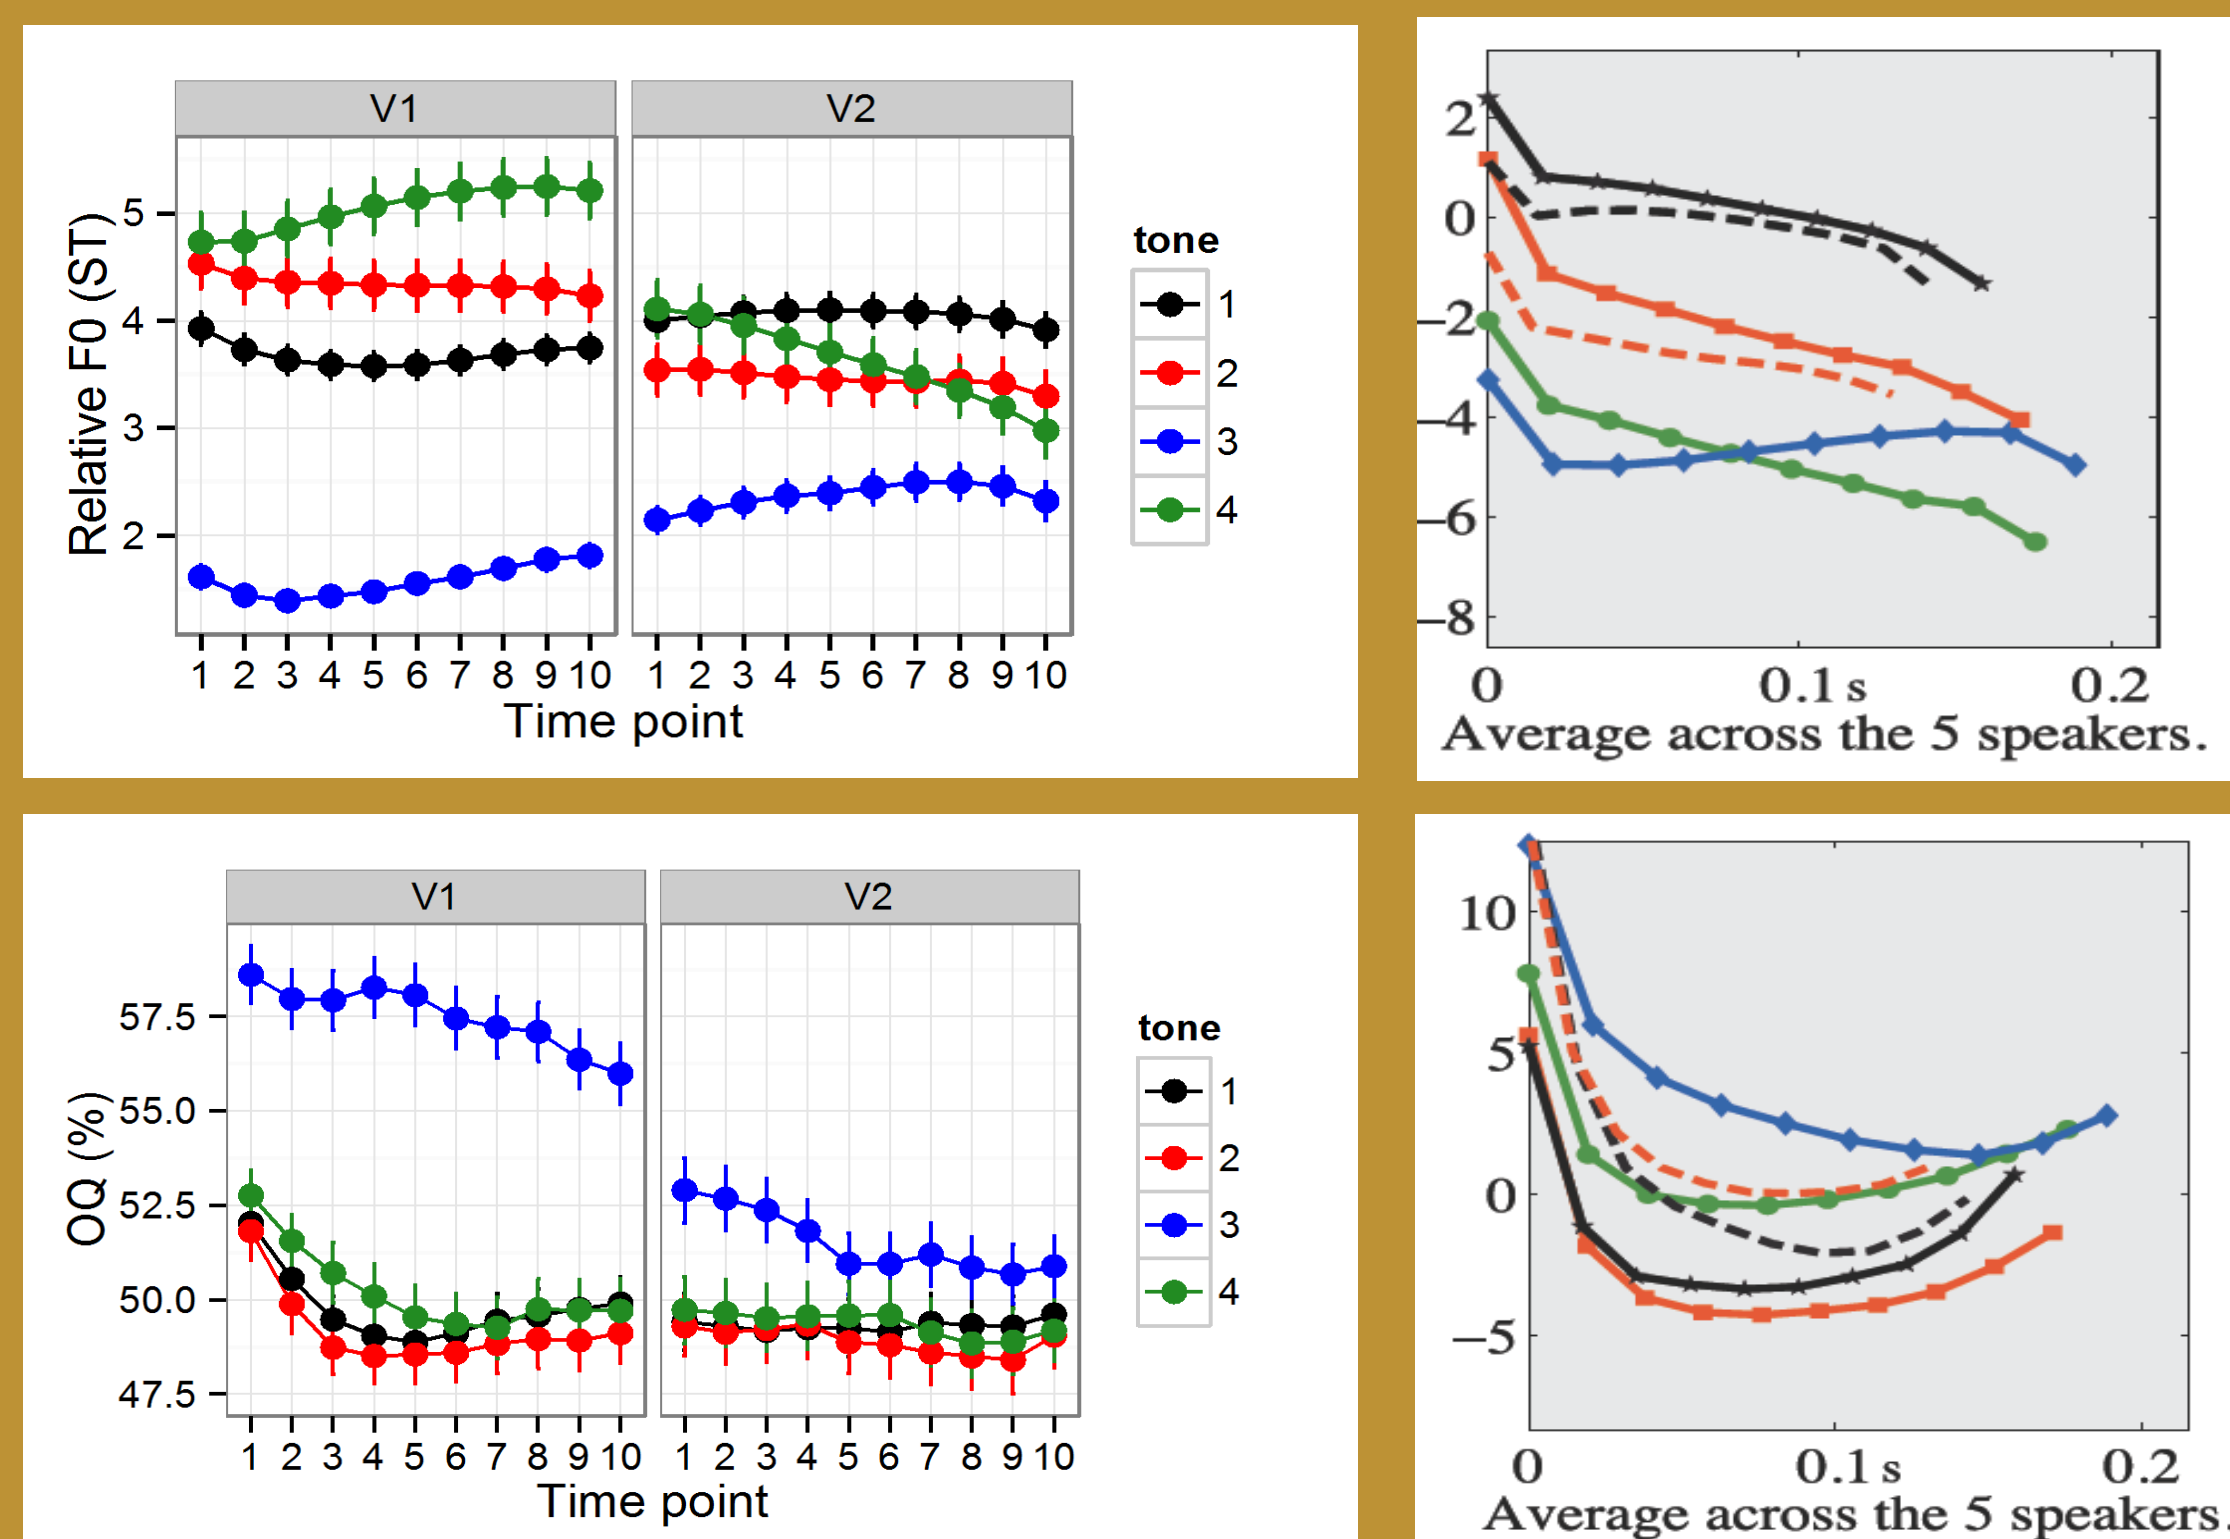 V1 V2
Relative F0 (ST)
5
4
3
2
1 2 3 4 5 6 7 8 9 10 1 2 3 4 5 6 7 8 9 10
Time point
tone
1
2
3
4
2
0
−2
−4
−6
−8
0 0.1 s 0.2
Average across the 5 speakers.
V1 V2
OQ (%)
57.5
55.0
52.5
50.0
47.5
1 2 3 4 5 6 7 8 9 10 1 2 3 4 5 6 7 8 9 10
Time point
tone
1
2
3
4
10
5
0
−5
0 0.1 s 0.2
Average across the 5 speakers.